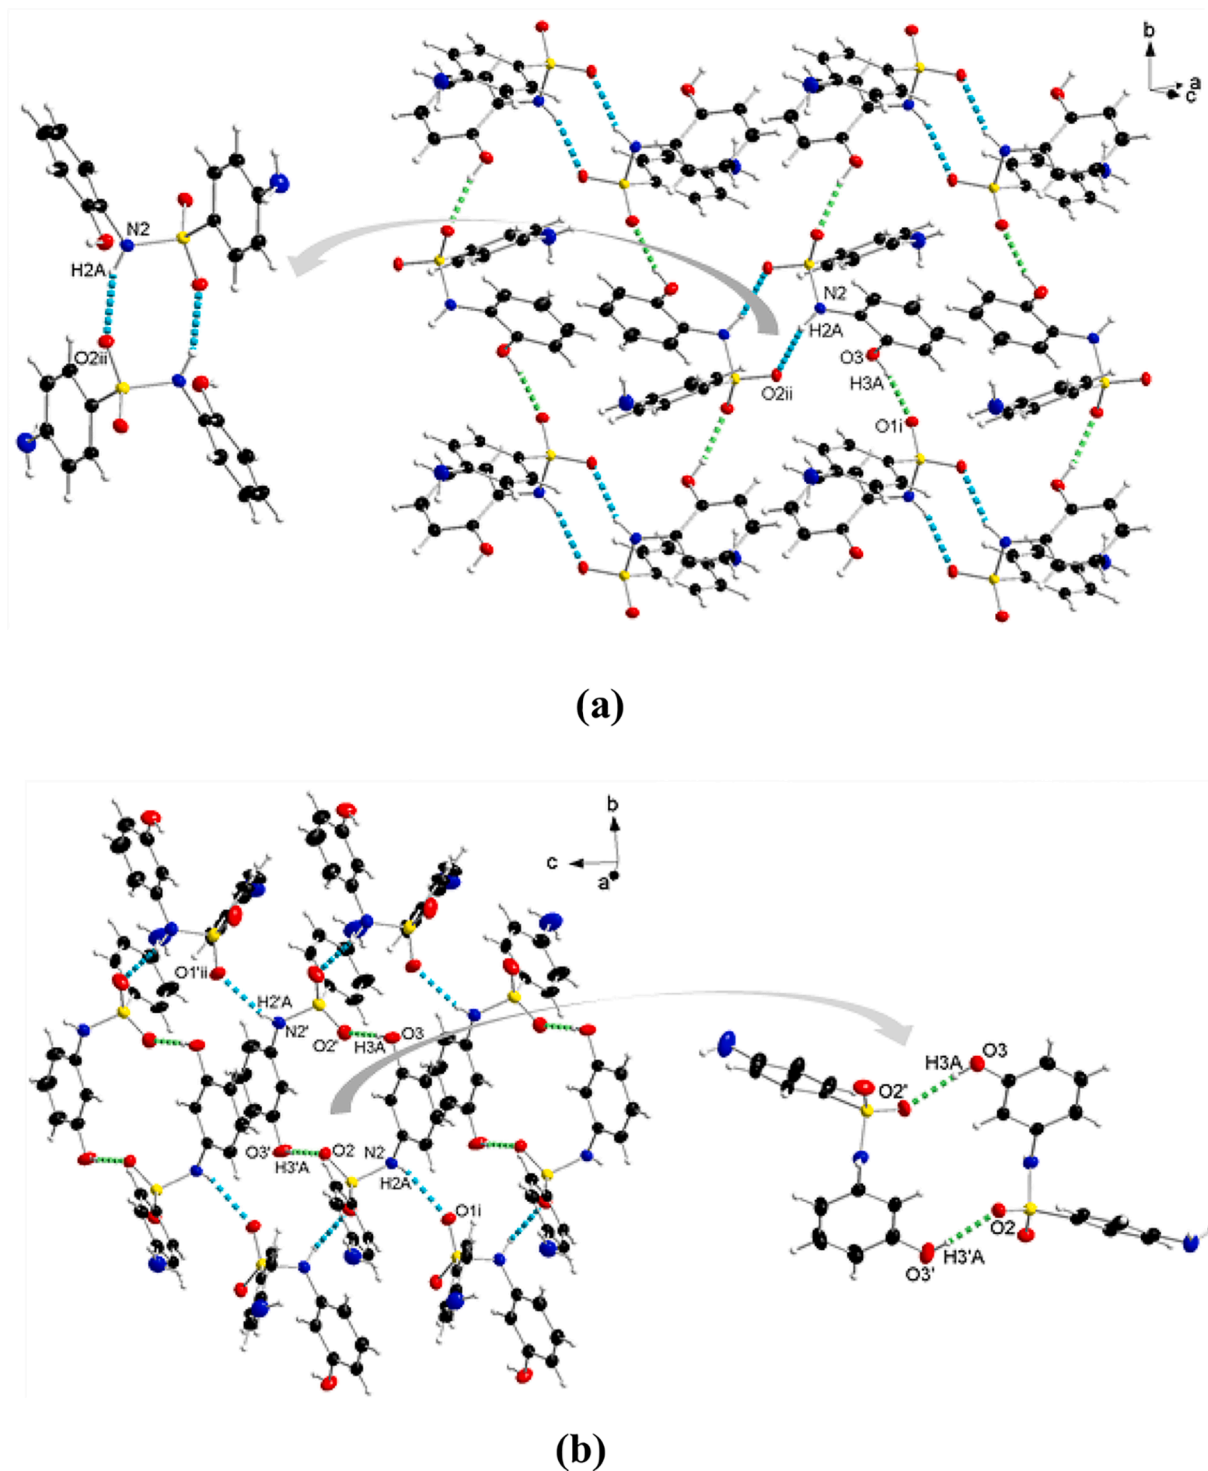 b
a
c
N2
H2A
O2ii
N2
H2A
O3
H3A
O2ii
O1i
(a)
b
c
a
O1'ii
H2'A
N2'
O2'
H3A
O3
O3'
H3'A
O2
N2
H2A
O1i
H3A
O3
O2'
O2
H3'A
O3'
(b)